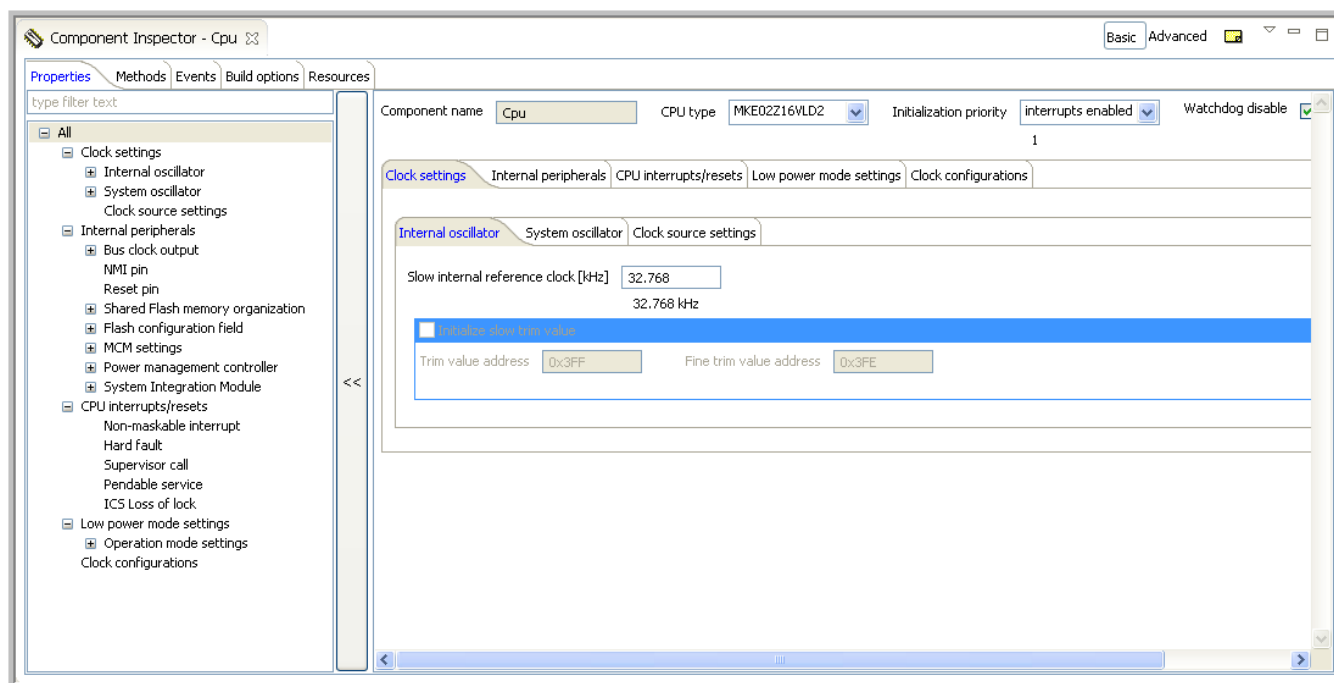 Component Inspector - Cpu
Basic Advanced
Properties Methods Events Build options Resources
type filter text
All
Clock settings
Internal oscillator
System oscillator
Clock source settings
Internal peripherals
Bus clock output
NMI pin
Reset pin
Shared Flash memory organization
Flash configuration field
MCM settings
Power management controller
System Integration Module
CPU interrupts/resets
Non-maskable interrupt
Hard fault
Supervisor call
Pendable service
ICS Loss of lock
Low power mode settings
Operation mode settings
Clock configurations
<<
Component name Cpu CPU type MKE02Z16VLD2 Initialization priority interrupts enabled Watchdog disable
1
Clock settings Internal peripherals CPU interrupts/resets Low power mode settings Clock configurations
Internal oscillator System oscillator Clock source settings
Slow internal reference clock [kHz] 32.768
32.768 kHz
Initialize slow trim value
Trim value address 0x3FF Fine trim value address 0x3FE